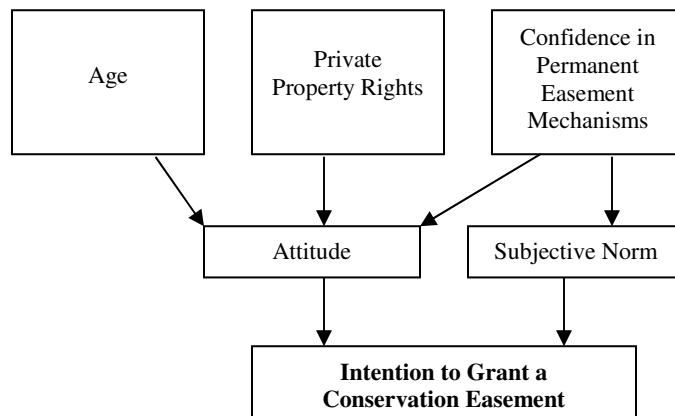 Age
Private
Property Rights
Confidence in
Permanent
Easement
Mechanisms
Attitude
Subjective Norm
Intention to Grant a
Conservation Easement